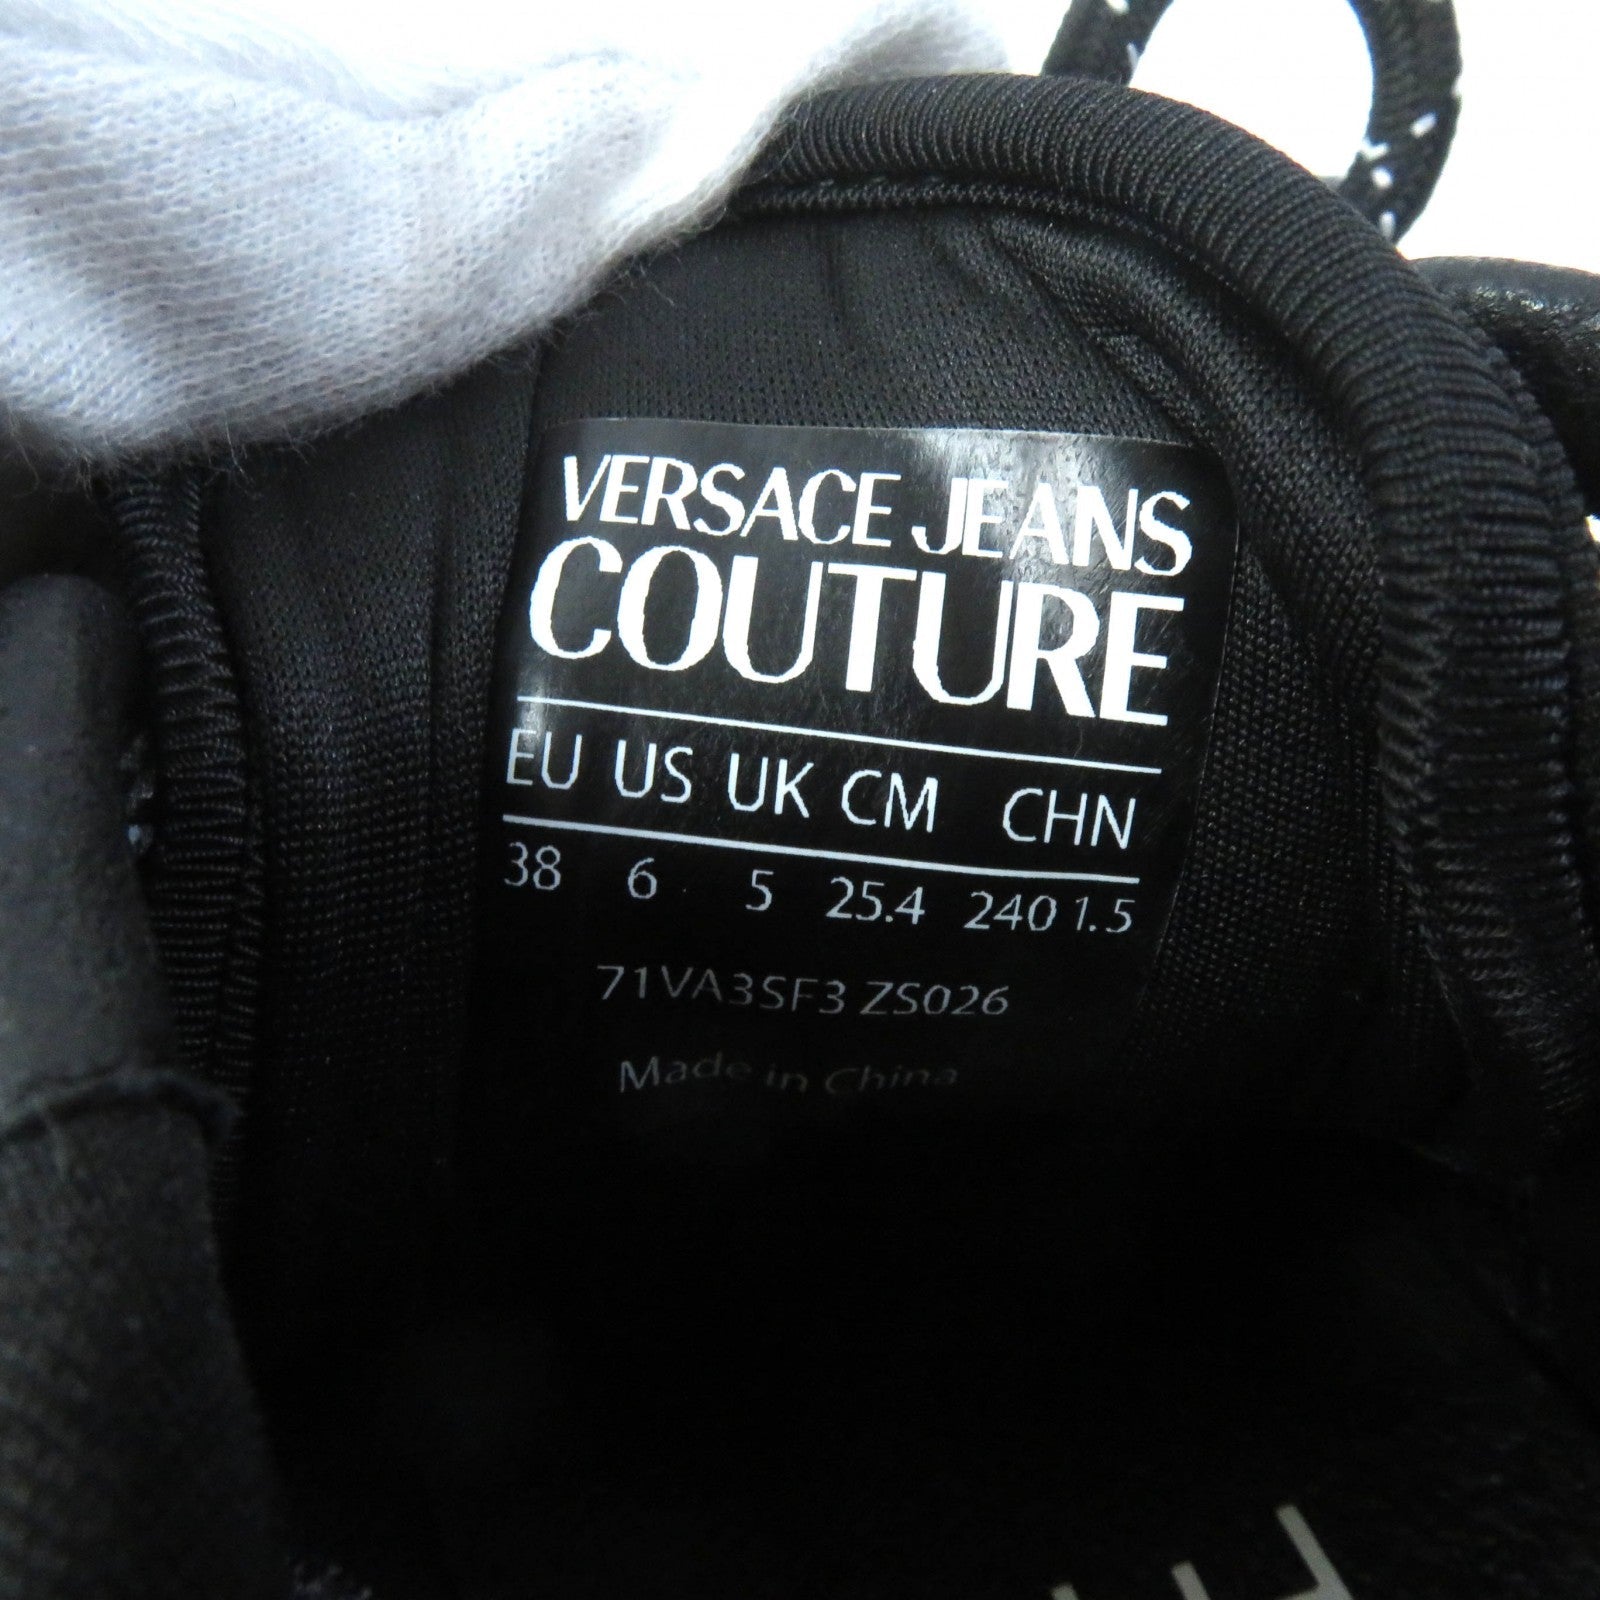 VERSACE JEANS
COUTURE
EU US UK CM CHN
38 6 5 25.4 240 1.5
71VA3SF3 ZS026
Made in China